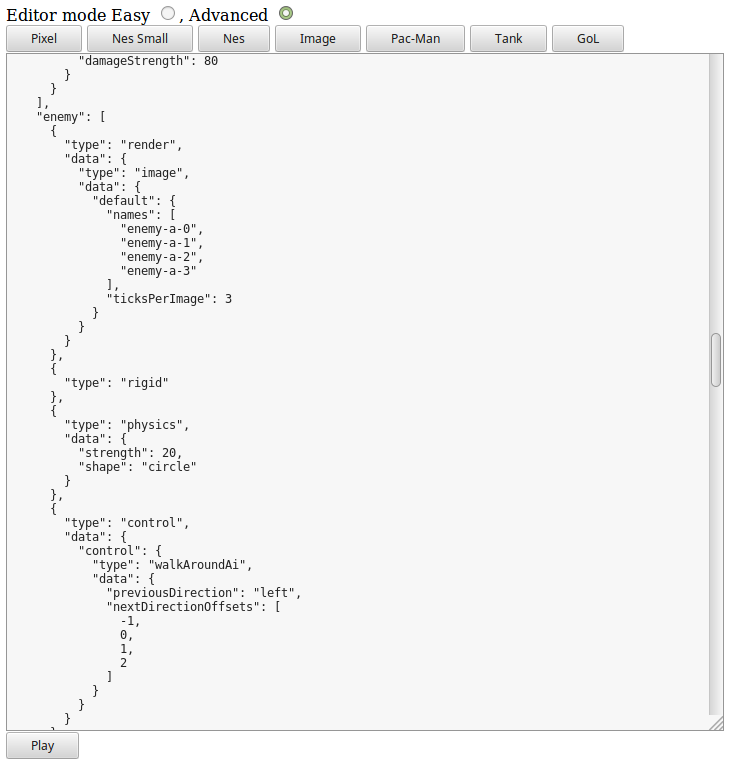 Editor mode Easy , Advanced
Pixel Nes Small Nes Image Pac-Man Tank GoL
"damageStrength": 80
}
}
],
"enemy": [
{
"type": "render",
"data": {
"type": "image",
"data": {
"default": {
"names": [
"enemy-a-0",
"enemy-a-1",
"enemy-a-2",
"enemy-a-3"
],
"ticksPerImage": 3
}
}
}
},
{
"type": "rigid"
},
{
"type": "physics",
"data": {
"strength": 20,
"shape": "circle"
}
},
{
"type": "control",
"data": {
"control": {
"type": "walkAroundAi",
"data": {
"previousDirection": "left",
"nextDirectionOffsets": [
-1,
0,
1,
2
]
}
}
}
Play